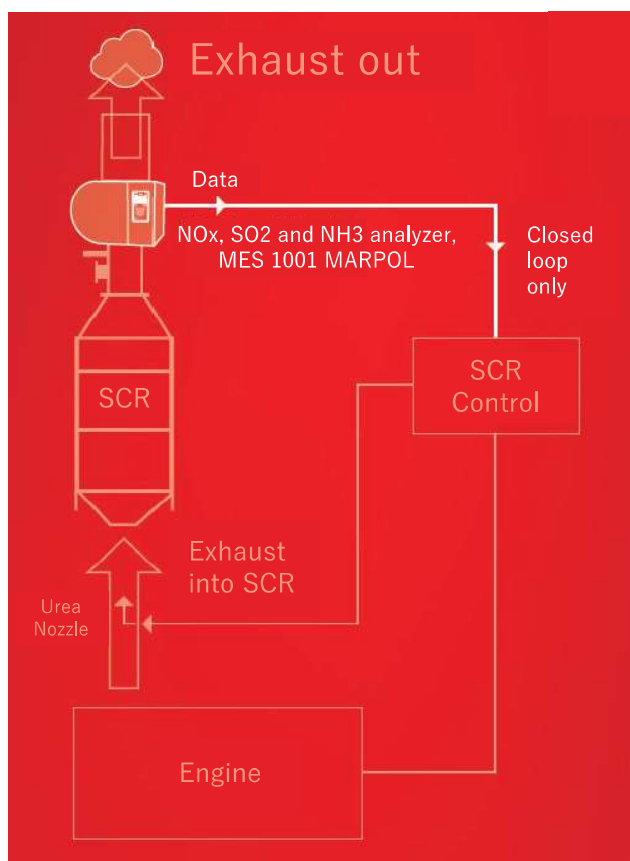 Exhaust out
Data
NOx, SO2 and NH3 analyzer,
MES 1001 MARPOL
Closed
loop
only
SCR
SCR
Control
Exhaust
into SCR
Urea
Nozzle
Engine